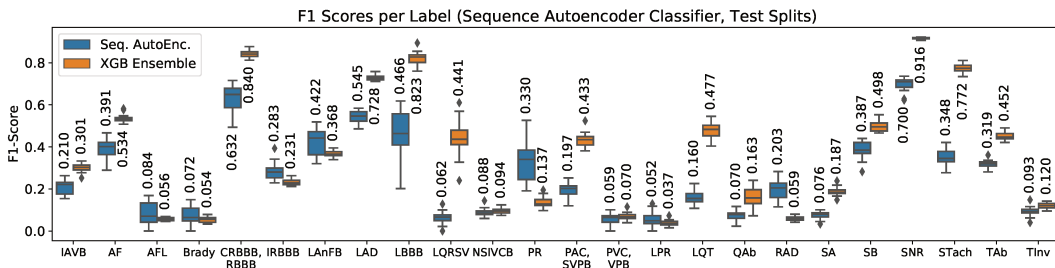 F1 Scores per Label (Sequence Autoencoder Classifier, Test Splits)
Seq. AutoEnc.
XGB Ensemble
F1-Score
0.8
0.6
0.4
0.2
0.0
0.210
0.301
0.391
0.534
0.084
0.056
0.072
0.054
0.632
0.840
0.283
0.231
0.422
0.368
0.545
0.728
0.466
0.823
0.062
0.441
0.088
0.094
0.330
0.137
0.197
0.433
0.059
0.070
0.052
0.037
0.160
0.477
0.070
0.163
0.203
0.059
0.076
0.187
0.387
0.498
0.700
0.916
0.348
0.772
0.319
0.452
0.093
0.120
IAVB
AF
AFL
Brady
CRBBB,
RBBB
IRBBB
LAnFB
LAD
LBBB
LQRSV
NSIVCB
PR
PAC,
SVPB
PVC,
VPB
LPR
LQT
QAb
RAD
SA
SB
SNR
STach
TAb
TInv